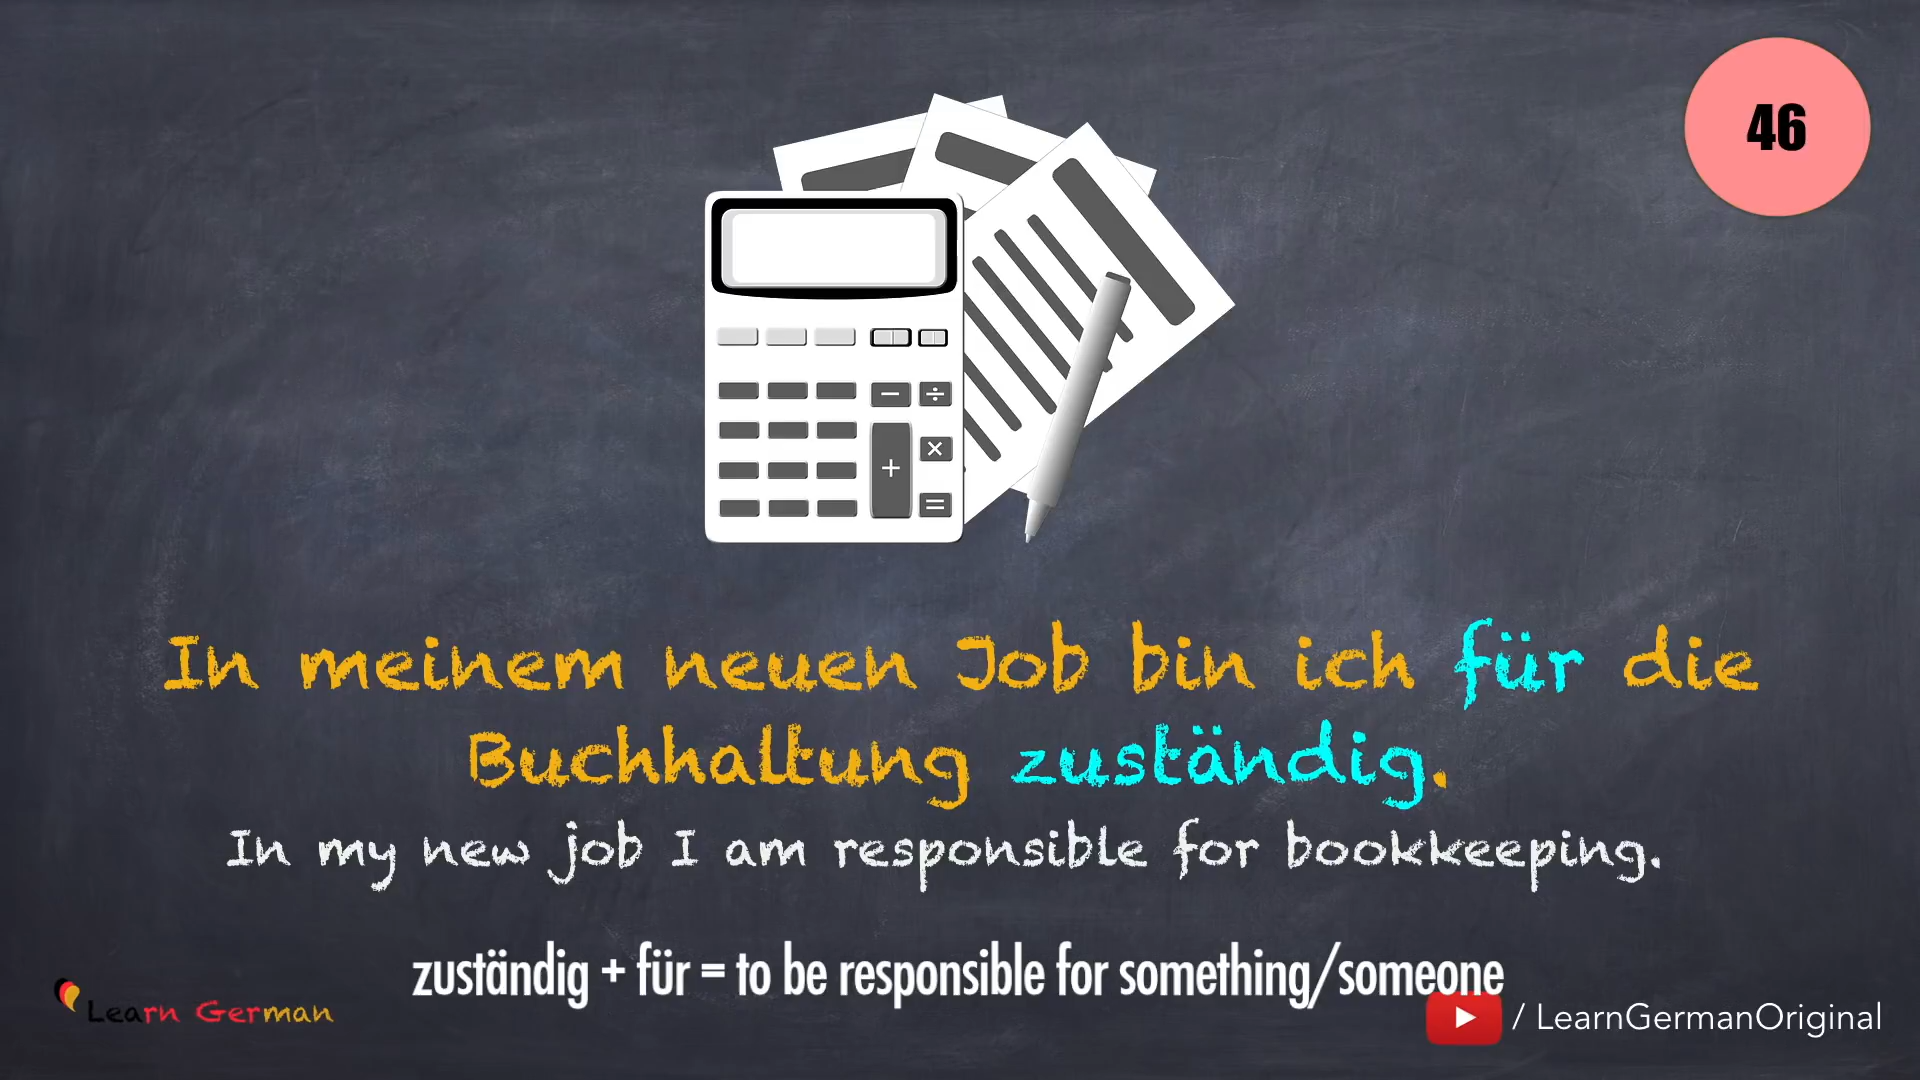 46
In meinem neuen Job bin ich für die
Buchhaltung zuständig.
In my new job I am responsible for bookkeeping.
zuständig + für = to be responsible for something/someone
Learn German
/ LearnGermanOriginal